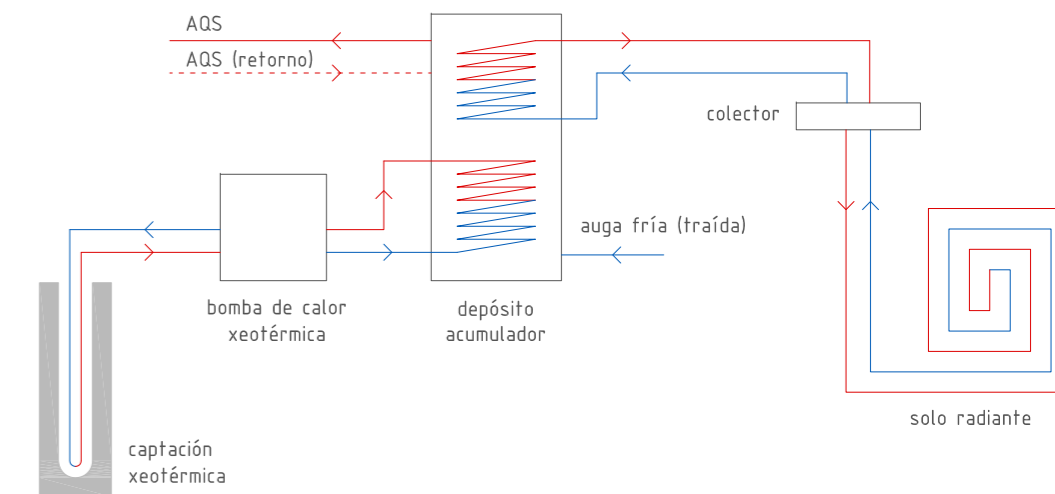 AQS
AQS (retorno)
colector
auga fría (traída)
bomba de calor
xeotérmica
depósito
acumulador
solo radiante
captación
xeotérmica